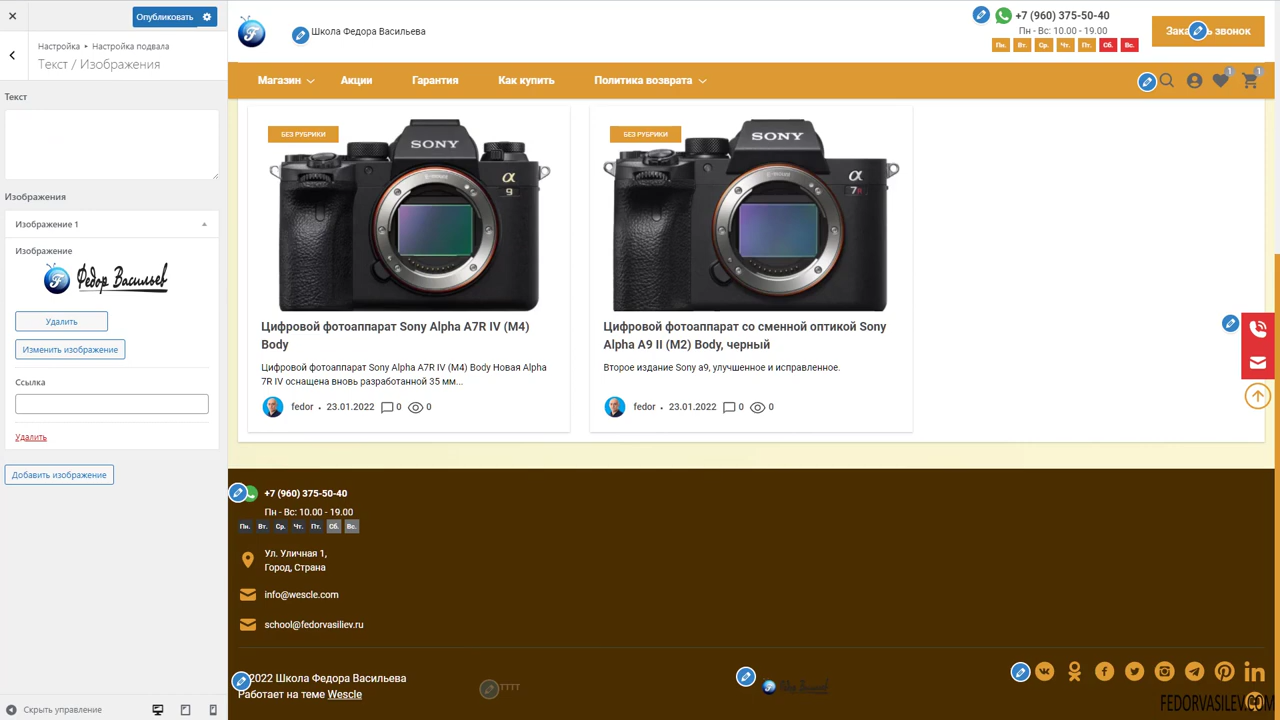 Опубликовать
Настройка ▸ Настройка подвала
Текст / Изображения
Текст
Изображения
Изображение 1
Изображение
Федор Васильев
Удалить
Изменить изображение
Ссылка
Удалить
Добавить изображение
Скрыть управление
Школа Федора Васильева
+7 (960) 375-50-40
Пн - Вс: 10.00 - 19.00
Пн. Вт. Ср. Чт. Пт. Сб. Вс.
звонок
Магазин Акции Гарантия Как купить Политика возврата
1 1
БЕЗ РУБРИКИ
SONY
α
9
БЕЗ РУБРИКИ
SONY
α
7R
Цифровой фотоаппарат Sony Alpha A7R IV (M4)
Body
Цифровой фотоаппарат Sony Alpha A7R IV (M4) Body Новая Alpha
7R IV оснащена вновь разработанной 35 мм...
fedor • 23.01.2022 0 0
Цифровой фотоаппарат со сменной оптикой Sony
Alpha A9 II (M2) Body, черный
Второе издание Sony a9, улучшенное и исправленное.
fedor • 23.01.2022 0 0
+7 (960) 375-50-40
Пн - Вс: 10.00 - 19.00
Пн. Вт. Ср. Чт. Пт. Сб. Вс.
Ул. Уличная 1,
Город, Страна
info@wescle.com
school@fedorvasiliev.ru
2022 Школа Федора Васильева
Работает на теме Wescle
TTTT
FEDORVASILEV.COM